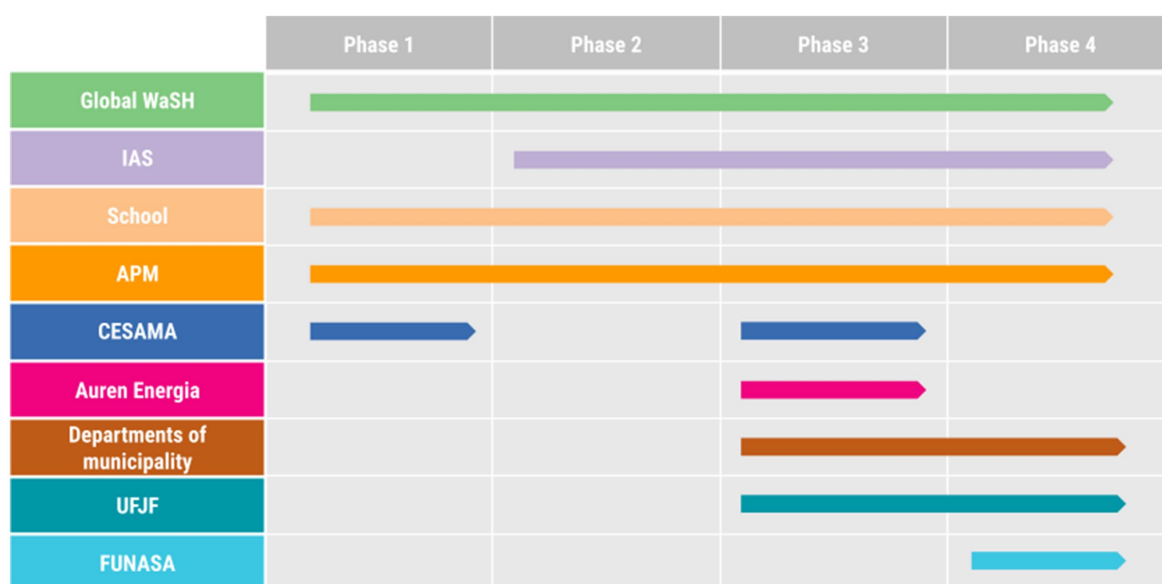 Phase 1 Phase 2 Phase 3 Phase 4
Global WaSH
IAS
School
APM
CESAMA
Auren Energia
Departments of
municipality
UFJF
FUNASA